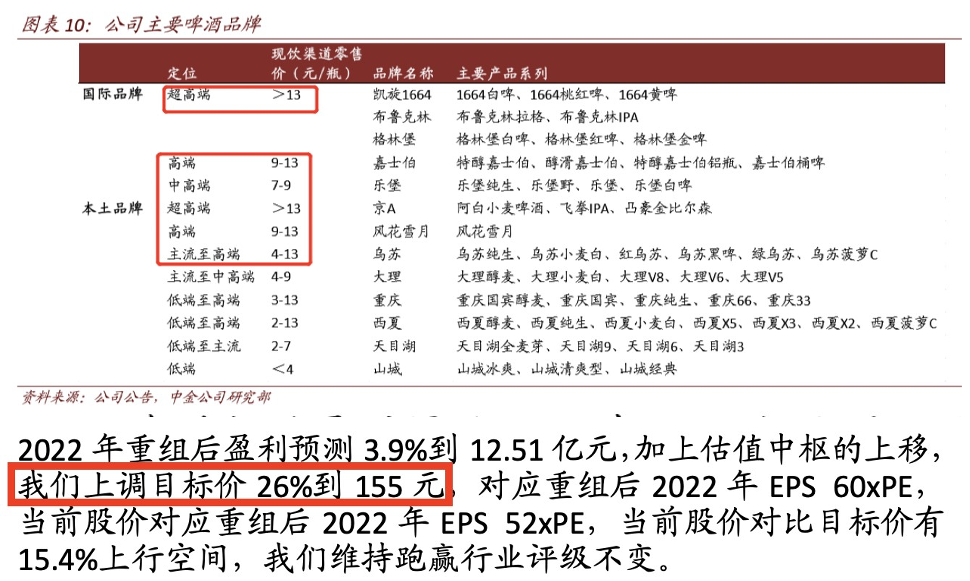 图表 10：公司主要啤酒品牌
现饮渠道零售
定位 价（元/瓶） 品牌名称 主要产品系列
国际品牌 超高端 ＞13 凯旋1664 1664白啤、1664桃红啤、1664黄啤
布鲁克林 布鲁克林拉格、布鲁克林IPA
格林堡 格林堡白啤、格林堡红啤、格林堡金啤
高端 9-13 嘉士伯 特醇嘉士伯、醇滑嘉士伯、特醇嘉士伯铝瓶、嘉士伯桶啤
中高端 7-9 乐堡 乐堡纯生、乐堡野、乐堡、乐堡白啤
本土品牌 超高端 ＞13 京A 阿白小麦啤酒、飞拳IPA、凸豪金比尔森
高端 9-13 风花雪月 风花雪月
主流至高端 4-13 乌苏 乌苏纯生、乌苏小麦白、红乌苏、乌苏黑啤、绿乌苏、乌苏菠萝C
主流至中高端 4-9 大理 大理醇麦、大理小麦白、大理V8、大理V6、大理V5
低端至高端 3-13 重庆 重庆国宾醇麦、重庆国宾、重庆纯生、重庆66、重庆33
低端至高端 2-13 西夏 西夏醇麦、西夏纯生、西夏小麦白、西夏X5、西夏X3、西夏X2、西夏菠萝C
低端至主流 2-7 天目湖 天目湖全麦芽、天目湖9、天目湖6、天目湖3
低端 ＜4 山城 山城冰爽、山城清爽型、山城经典
资料来源：公司公告，中金公司研究部
2022 年重组后盈利预测 3.9%到 12.51 亿元，加上估值中枢的上移，
我们上调目标价 26%到 155 元，对应重组后 2022 年 EPS 60xPE，
当前股价对应重组后 2022 年 EPS 52xPE，当前股价对比目标价有
15.4%上行空间，我们维持跑赢行业评级不变。